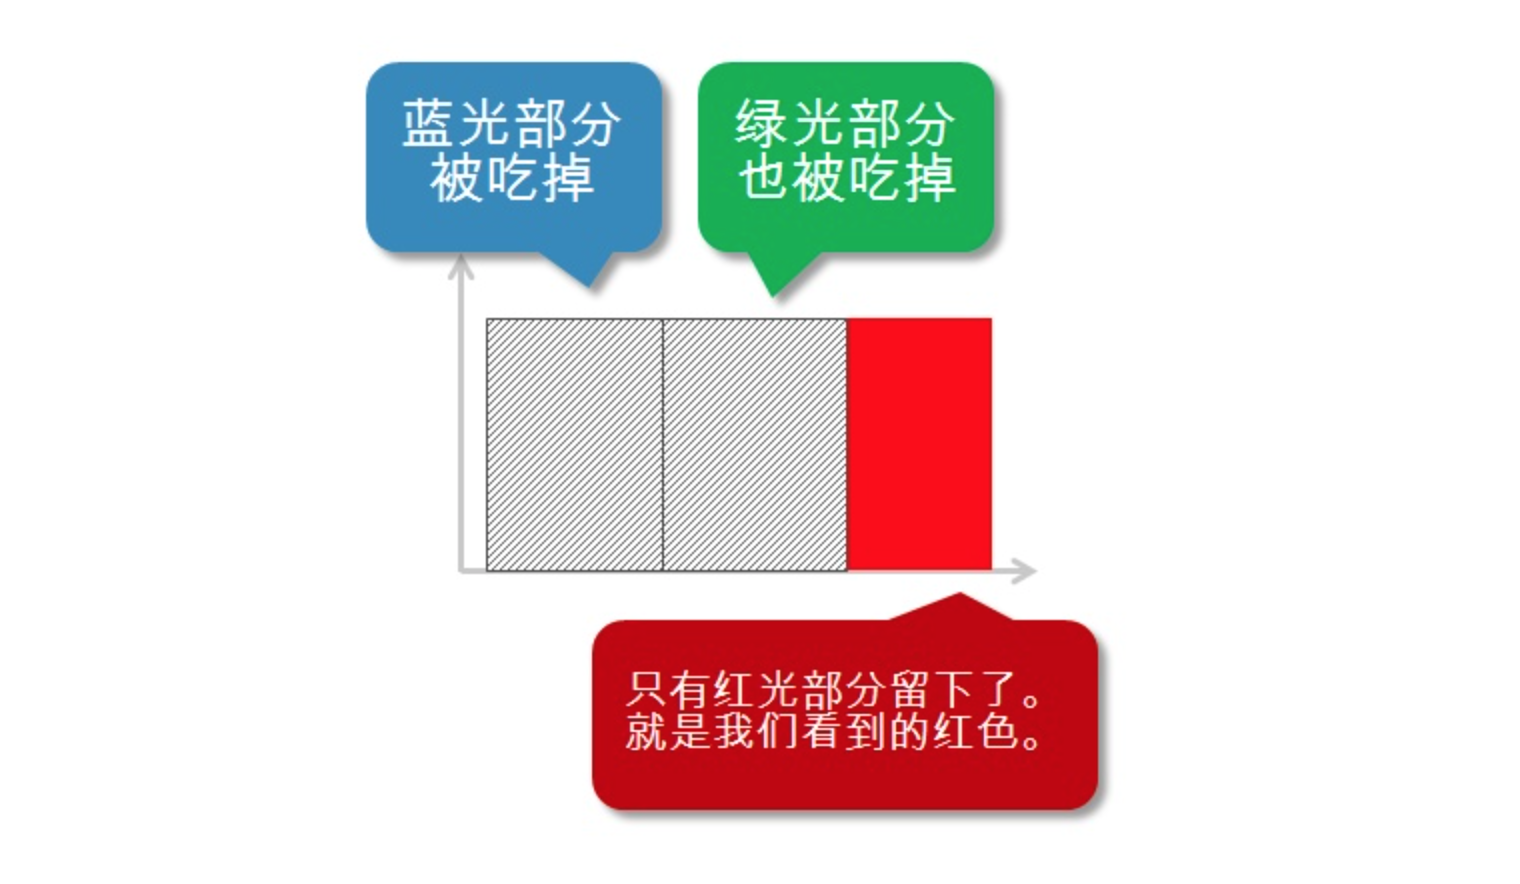 蓝光部分
被吃掉
绿光部分
也被吃掉
只有红光部分留下了。
就是我们看到的红色。